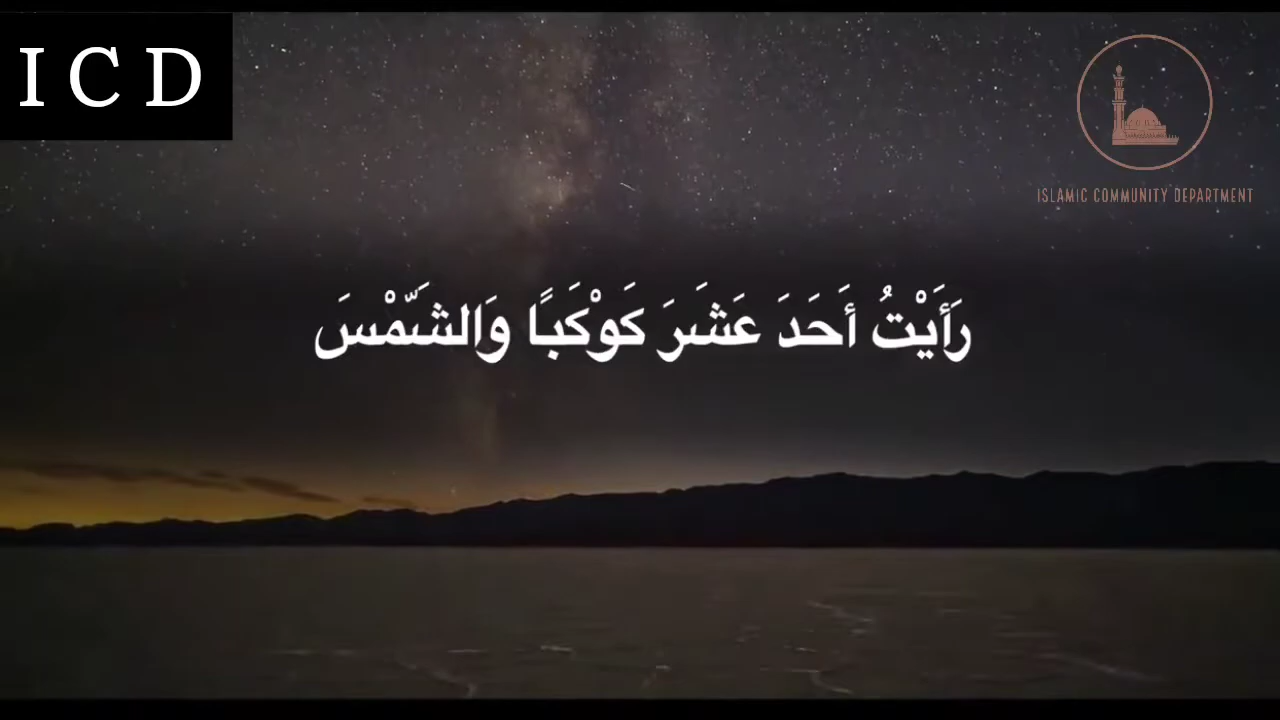 I C D
ISLAMIC COMMUNITY DEPARTMENT
رَأَيْتُ أَحَدَ عَشَرَ كَوْكَبًا وَالشَّمْسَ